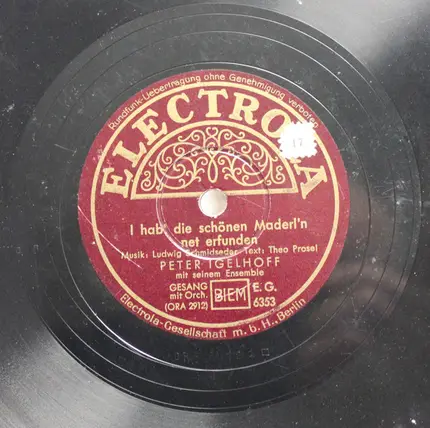 Rundfunk-Uebertragung ohne Genehmigung verboten
ELECTROLA
17
I hab' die schönen Maderl'n
net erfunden
Musik: Ludwig Schmidseder Text: Theo Prosel
PETER IGELHOFF
mit seinem Ensemble
GESANG BIEM E.G.
mit Orch. 6353
(ORA 2912)
Electrola-Gesellschaft m. b. H., Berlin